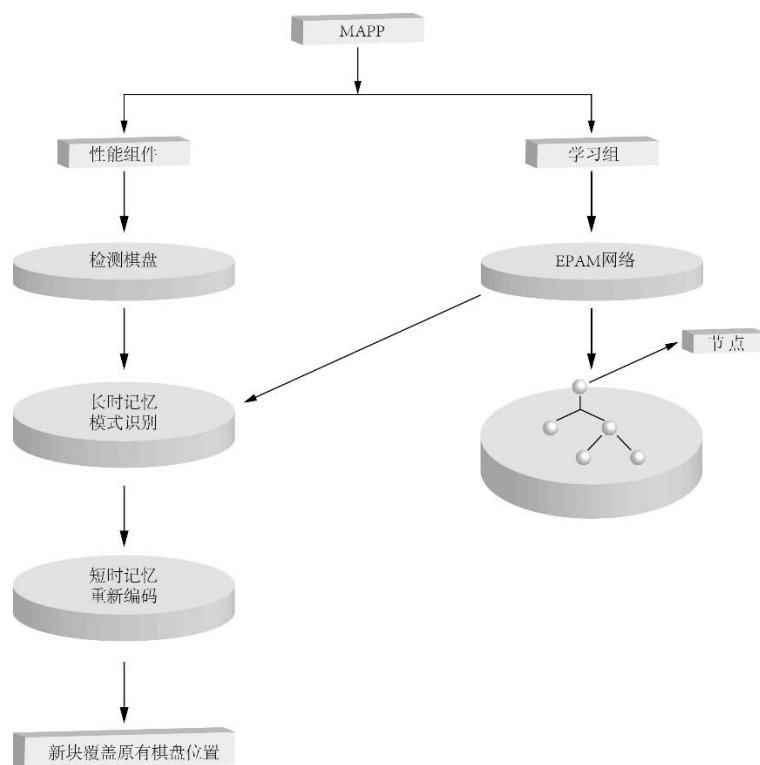 MAPP
性能组件
学习组
检测棋盘
EPAM网络
节点
长时记忆
模式识别
短时记忆
重新编码
新块覆盖原有棋盘位置